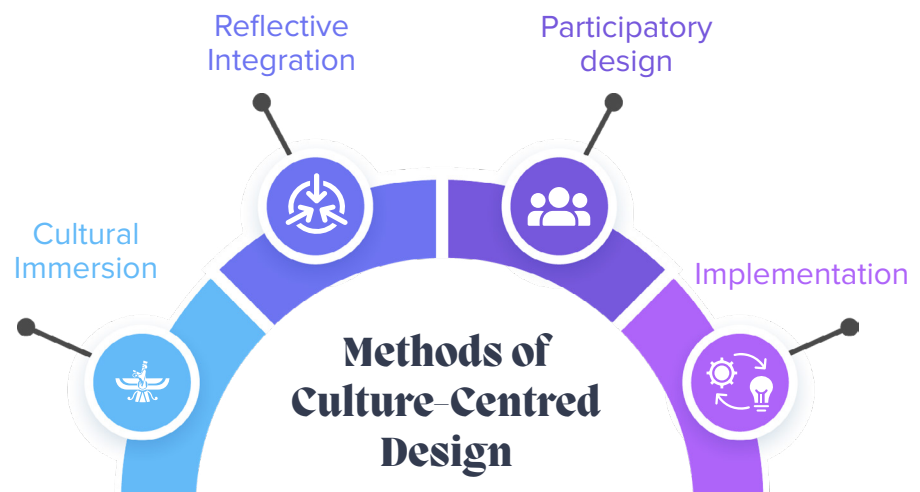 Reflective
Integration
Participatory
design
Cultural
Immersion
Implementation
Methods of
Culture-Centred
Design